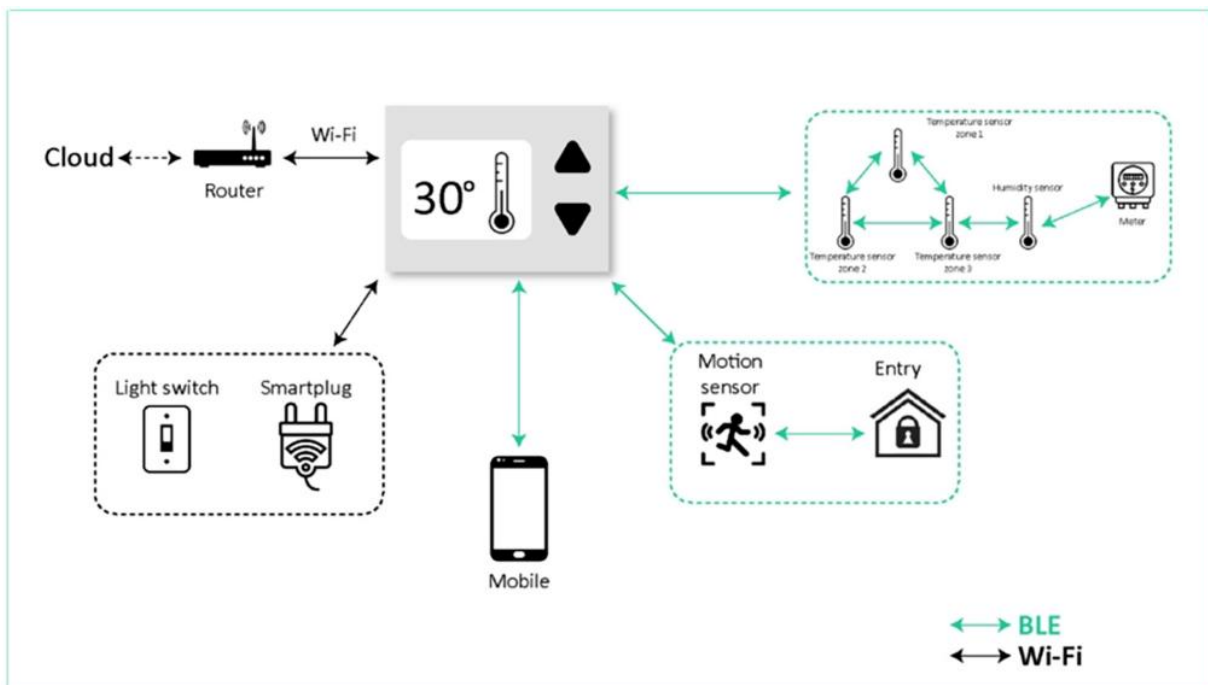 Cloud
Router
Wi-Fi
30°
Temperature sensor
zone 1
Humidity sensor
Meter
Temperature sensor
zone 2
Temperature sensor
zone 3
Light switch
Smartplug
Mobile
Motion
sensor
Entry
BLE
Wi-Fi